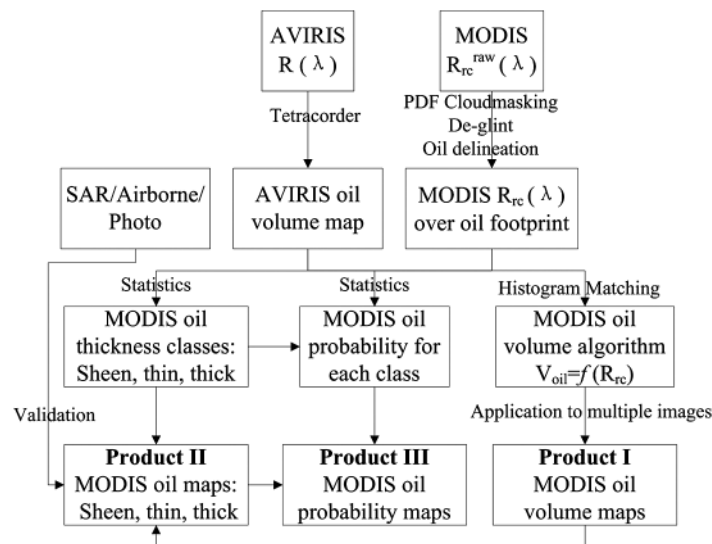 AVIRIS
R (λ)
MODIS
Rrcraw(λ)
Tetracorder
PDF Cloudmasking
De-glint
Oil delineation
SAR/Airborne/
Photo
AVIRIS oil
volume map
MODIS Rrc(λ)
over oil footprint
Statistics
Statistics
Histogram Matching
MODIS oil
thickness classes:
Sheen, thin, thick
MODIS oil
probability for
each class
MODIS oil
volume algorithm
Voil=f(Rrc)
Validation
Application to multiple images
Product II
MODIS oil maps:
Sheen, thin, thick
Product III
MODIS oil
probability maps
Product I
MODIS oil
volume maps